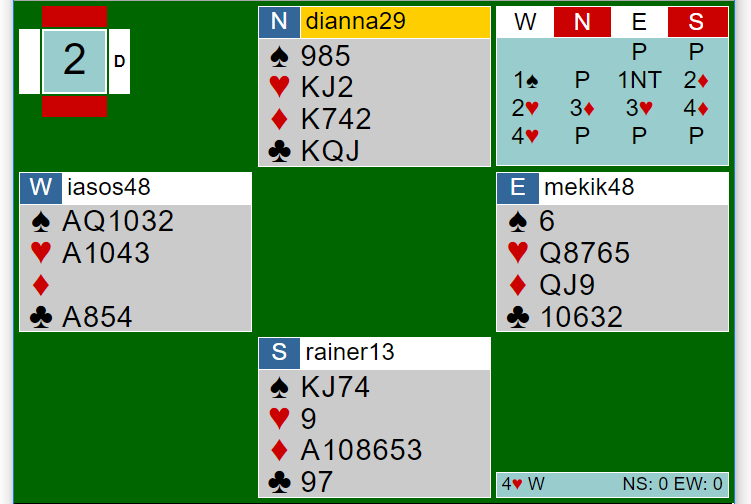 2
D
N dianna29
♠ 985
♥ KJ2
♦ K742
♣ KQJ
W N E S
P P
1♠ P 1NT 2♦
2♥ 3♦ 3♥ 4♦
4♥ P P P
W iasos48
♠ AQ1032
♥ A1043
♦
♣ A854
E mekik48
♠ 6
♥ Q8765
♦ QJ9
♣ 10632
S rainer13
♠ KJ74
♥ 9
♦ A108653
♣ 97
4♥ W NS: 0 EW: 0